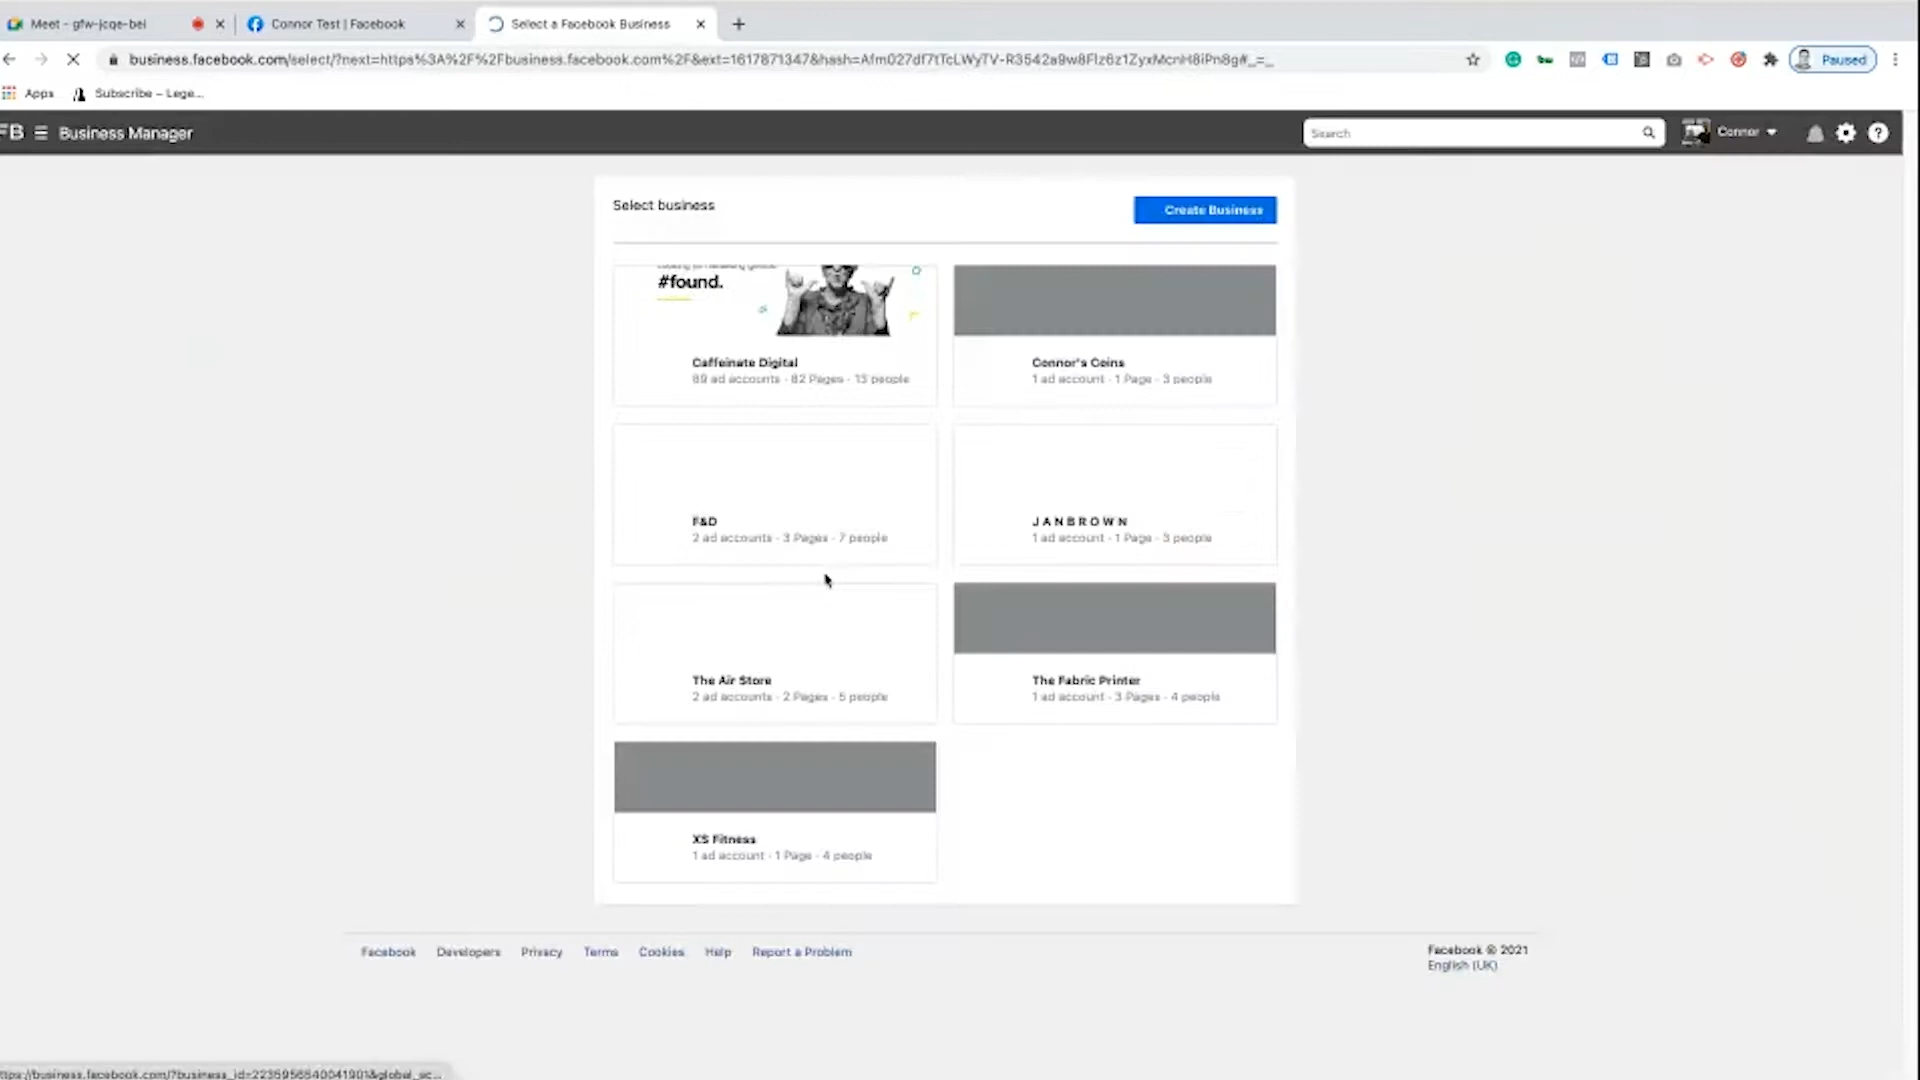 Meet - gfw-jcqe-bei
Connor Test | Facebook
Select a Facebook Business
Paused
Apps
Subscribe – Lege...
FB
Business Manager
Search
Connor
Select business
Create Business
#found.
Caffeinate Digital
89 ad accounts · 82 Pages · 13 people
Connor's Coins
1 ad account · 1 Page · 3 people
F&D
2 ad accounts · 3 Pages · 7 people
J A N B R O W N
1 ad account · 1 Page · 3 people
The Air Store
2 ad accounts · 2 Pages · 5 people
The Fabric Printer
1 ad account · 3 Pages · 4 people
XS Fitness
1 ad account · 1 Page · 4 people
Facebook Developers Privacy Terms Cookies Help Report a Problem
Facebook © 2021
English (UK)